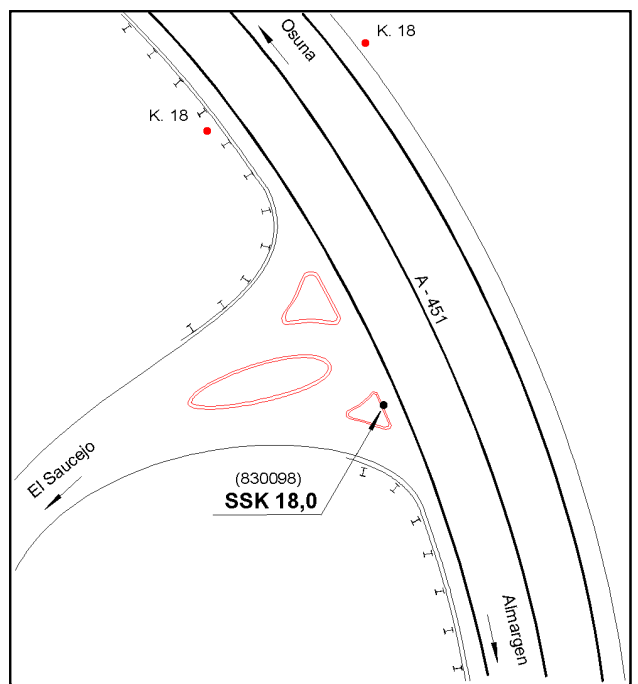 K. 18
Osuna
K. 18
A - 451
El Saucejo
(830098)
SSK 18,0
Almargen